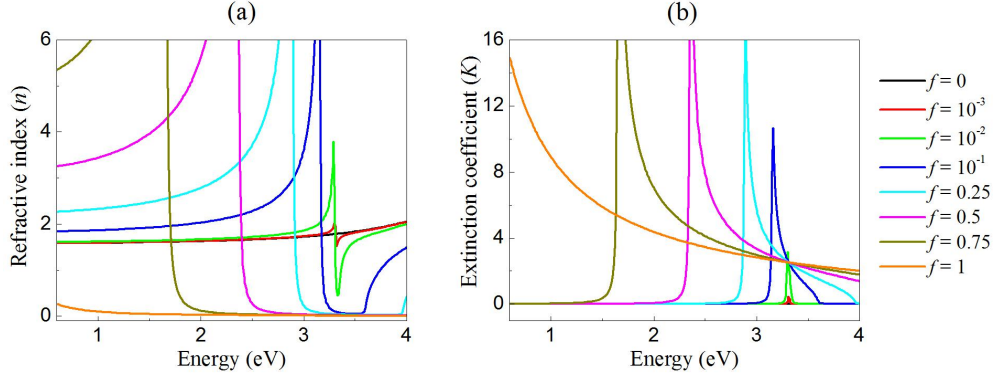 (a)
Refractive index (n)
6
4
2
0
1
2
3
4
Energy (eV)
(b)
Extinction coefficient (K)
16
12
8
4
0
1
2
3
4
Energy (eV)
f = 0
f = 10⁻³
f = 10⁻²
f = 10⁻¹
f = 0.25
f = 0.5
f = 0.75
f = 1